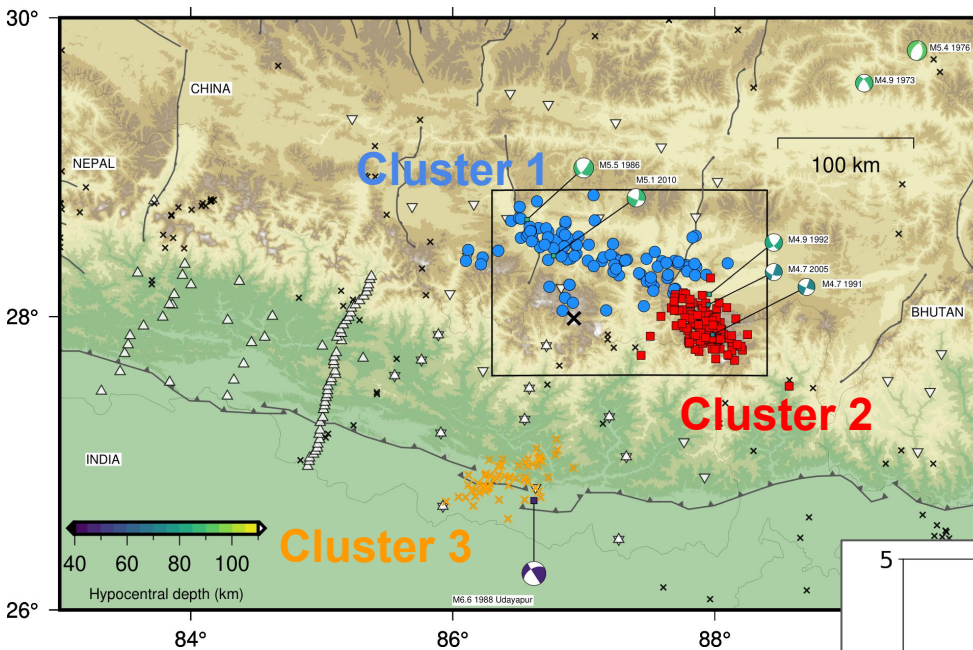 30°
M5.4 1976
M4.9 1973
CHINA
100 km
NEPAL
Cluster 1
M5.5 1986
M5.1 2010
M4.9 1992
M4.7 2005
M4.7 1991
28°
BHUTAN
Cluster 2
INDIA
Cluster 3
40 60 80 100
Hypocentral depth (km)
M6.6 1988 Udayapur
5
26°
84° 86° 88°